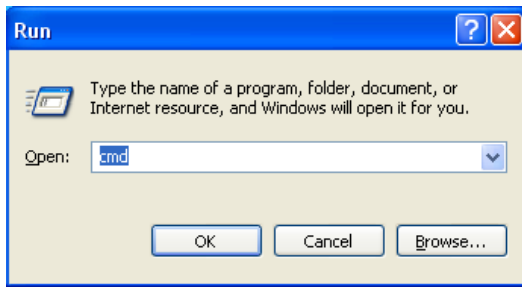 Run
Type the name of a program, folder, document, or
Internet resource, and Windows will open it for you.
Open: cmd
OK Cancel Browse...